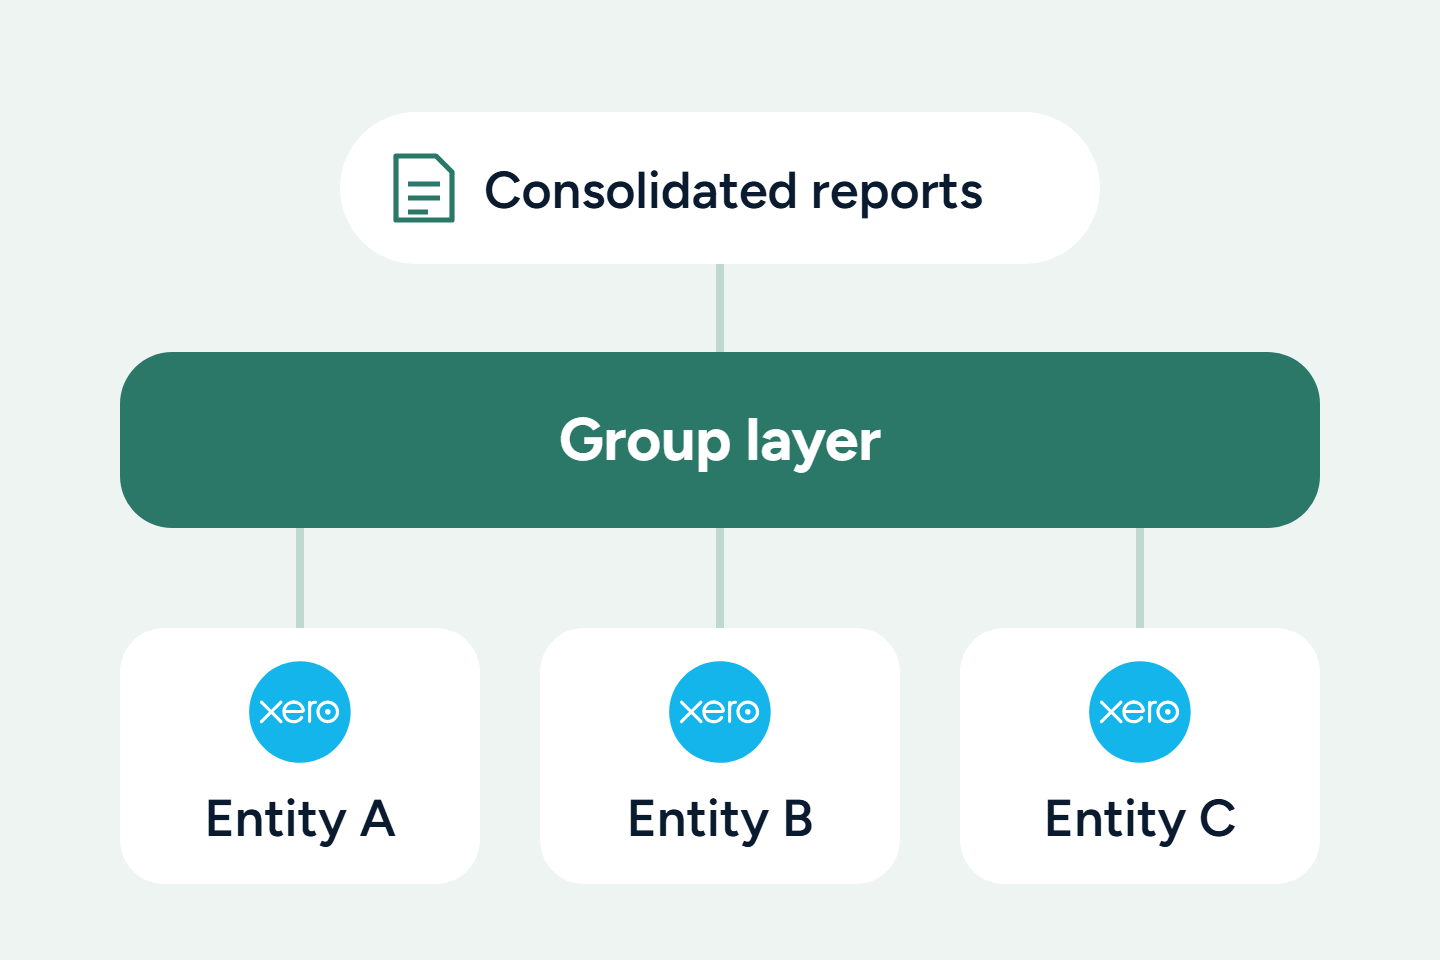 Consolidated reports
Group layer
xero
xero
xero
Entity A
Entity B
Entity C